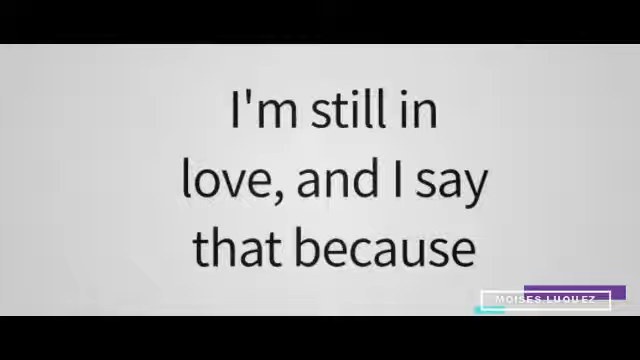 I'm still in
love, and I say
that because
MOISES LUQUEZ